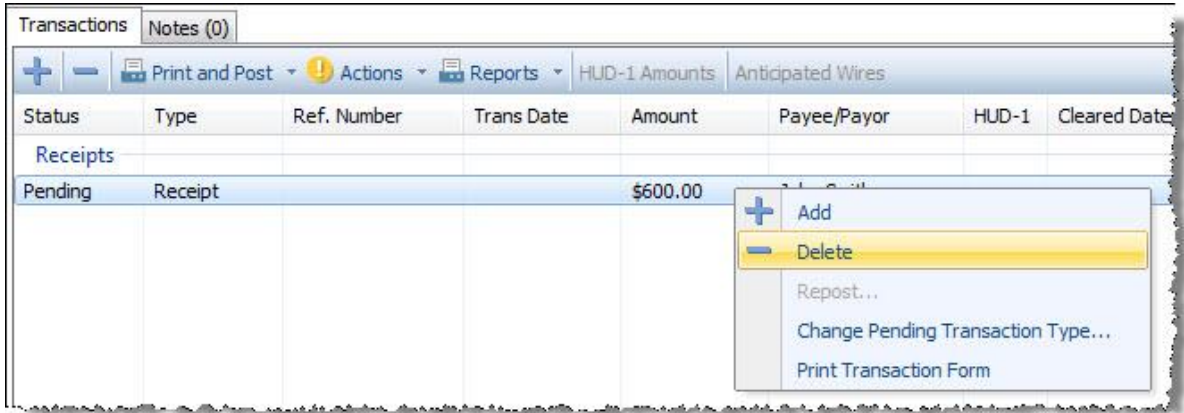 Transactions Notes (0)
Print and Post Actions Reports HUD-1 Amounts Anticipated Wires
Status Type Ref. Number Trans Date Amount Payee/Payor HUD-1 Cleared Date
Receipts
Pending Receipt $600.00
Add
Delete
Repost...
Change Pending Transaction Type...
Print Transaction Form